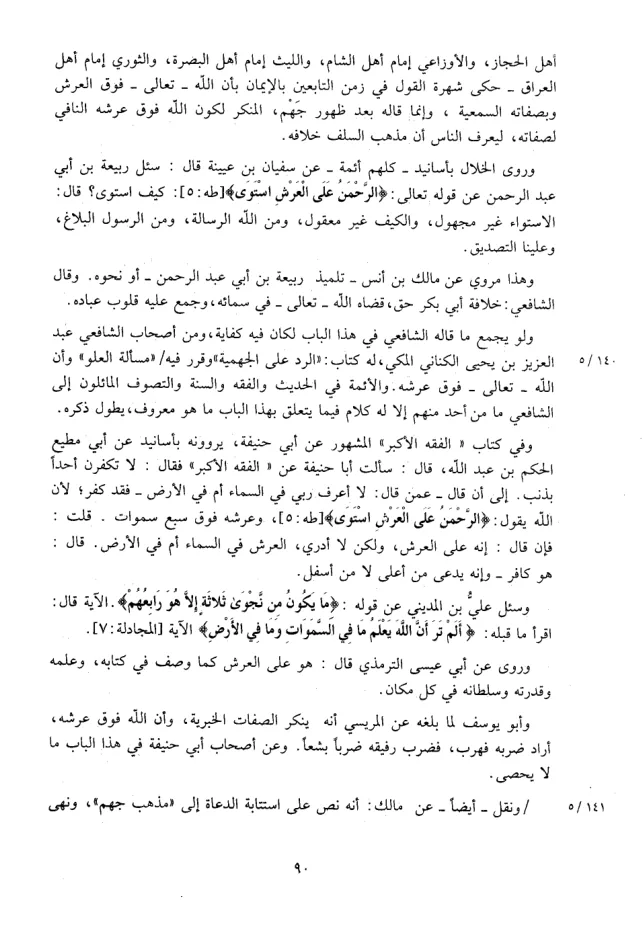 أهل الحجاز، والأوزاعي إمام أهل الشام، والليث إمام أهل البصرة، والثوري إمام أهل
العراق ـ حكى شهرة القول في زمن التابعين بالإيمان بأن الله ـ تعالى ـ فوق العرش
وبصفاته السمعية ، وإنما قاله بعد ظهور جَهْم، المنكر لكون الله فوق عرشه النافي
لصفاته، ليعرف الناس أن مذهب السلف خلافه.
وروى الخلال بأسانيد ـ كلهم أئمة ـ عن سفيان بن عيينة قال : سئل ربيعة بن أبي
عبد الرحمن عن قوله تعالى: ﴿الرَّحْمَنُ عَلَى الْعَرْشِ اسْتَوَى﴾[طه:٥]: كيف استوى؟ قال:
الاستواء غير مجهول، والكيف غير معقول، ومن الله الرسالة، ومن الرسول البلاغ،
وعلينا التصديق.
وهذا مروي عن مالك بن أنس ـ تلميذ ربيعة بن أبي عبد الرحمن ـ أو نحوه. وقال
الشافعي: خلافة أبي بكر حق، قضاه الله ـ تعالى ـ في سمائه، وجمع عليه قلوب عباده.
ولو يجمع ما قاله الشافعي في هذا الباب لكان فيه كفاية، ومن أصحاب الشافعي عبد
العزيز بن يحيى الكناني المكي، له كتاب: «الرد على الجهمية» وقرر فيه/ «مسألة العلو» وأن ٥/١٤٠
الله ـ تعالى ـ فوق عرشه. والأئمة في الحديث والفقه والسنة والتصوف المائلون إلى
الشافعي ما من أحد منهم إلا له كلام فيما يتعلق بهذا الباب ما هو معروف، يطول ذكره.
وفي كتاب « الفقه الأكبر» المشهور عن أبي حنيفة، يروونه بأسانيد عن أبي مطيع
الحكم بن عبد الله، قال : سألت أبا حنيفة عن « الفقه الأكبر» فقال : لا تكفرن أحداً
بذنب. إلى أن قال ـ عمن قال: لا أعرف ربي في السماء أم في الأرض ـ فقد كفر؛ لأن
الله يقول: ﴿الرَّحْمَنُ عَلَى الْعَرْشِ اسْتَوَى﴾[طه:٥]، وعرشه فوق سبع سموات . قلت :
فإن قال : إنه على العرش، ولكن لا أدري، العرش في السماء أم في الأرض. قال :
هو كافر ـ وإنه يدعى من أعلى لا من أسفل.
وسئل عليُّ بن المديني عن قوله : ﴿مَا يَكُونُ مِن نَّجْوَىٰ ثَلاثَةٍ إِلاَّ هُوَ رَابِعُهُمْ﴾. الآية قال:
اقرأ ما قبله: ﴿ أَلَمْ تَرَ أَنَّ اللَّهَ يَعْلَمُ مَا فِي السَّمَوَاتِ وَمَا فِي الأَرْضِ﴾ الآية [المجادلة:٧].
وروى عن أبي عيسى الترمذي قال : هو على العرش كما وصف في كتابه، وعلمه
وقدرته وسلطانه في كل مكان.
وأبو يوسف لما بلغه عن المريسي أنه ينكر الصفات الخبرية، وأن الله فوق عرشه،
أراد ضربه فهرب، فضرب رفيقه ضرباً بشعاً. وعن أصحاب أبي حنيفة في هذا الباب ما
لا يحصى.
/ ونقل ـ أيضاً ـ عن مالك: أنه نص على استتابة الدعاة إلى «مذهب جهم»، ونهى ٥/١٤١
٩٠